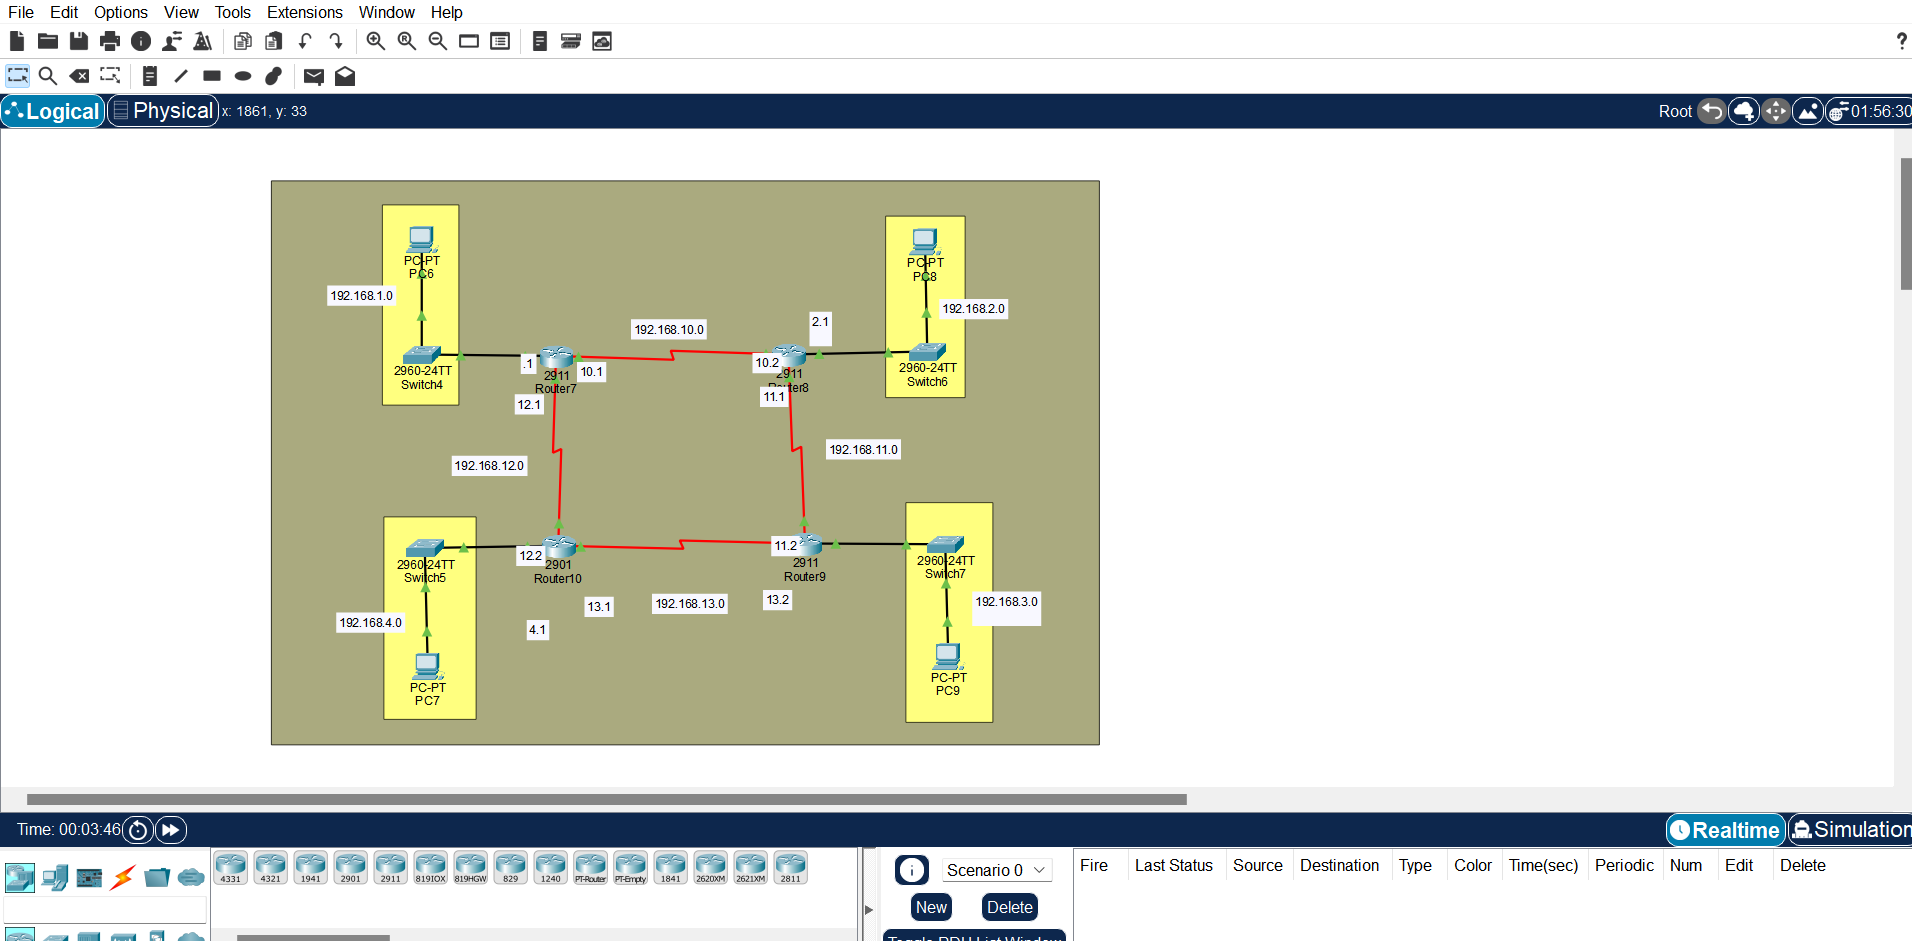 File Edit Options View Tools Extensions Window Help
?
Logical Physical x: 1861, y: 33 Root 01:56:30
PC-PT
PC6
192.168.1.0
2960-24TT
Switch4
.1
2911
Router7
10.1
12.1
192.168.10.0
2.1
10.2
2911
Router8
11.1
PC-PT
PC8
192.168.2.0
2960-24TT
Switch6
192.168.12.0
192.168.11.0
2960-24TT
Switch5
12.2
2901
Router10
11.2
2911
Router9
2960-24TT
Switch7
192.168.4.0
4.1
13.1
192.168.13.0
13.2
192.168.3.0
PC-PT
PC7
PC-PT
PC9
Time: 00:03:46 Realtime Simulation
4331 4321 1941 2901 2911 819IOX 819HGW 829 1240 PT-Router PT-Empty 1841 2620XM 2621XM 2811
Scenario 0
New Delete
Toggle PDU List Window
Fire Last Status Source Destination Type Color Time(sec) Periodic Num Edit Delete